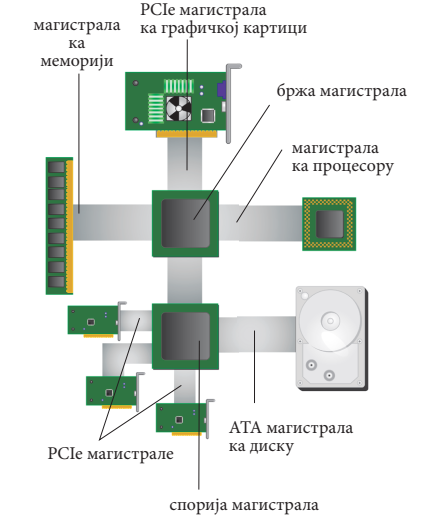 PCIe магистрала
ка графичкој картици
магистрала
ка
меморији
бржа магистрала
магистрала
ка процесору
АТА магистрала
ка диску
PCIe магистрале
спорија магистрала